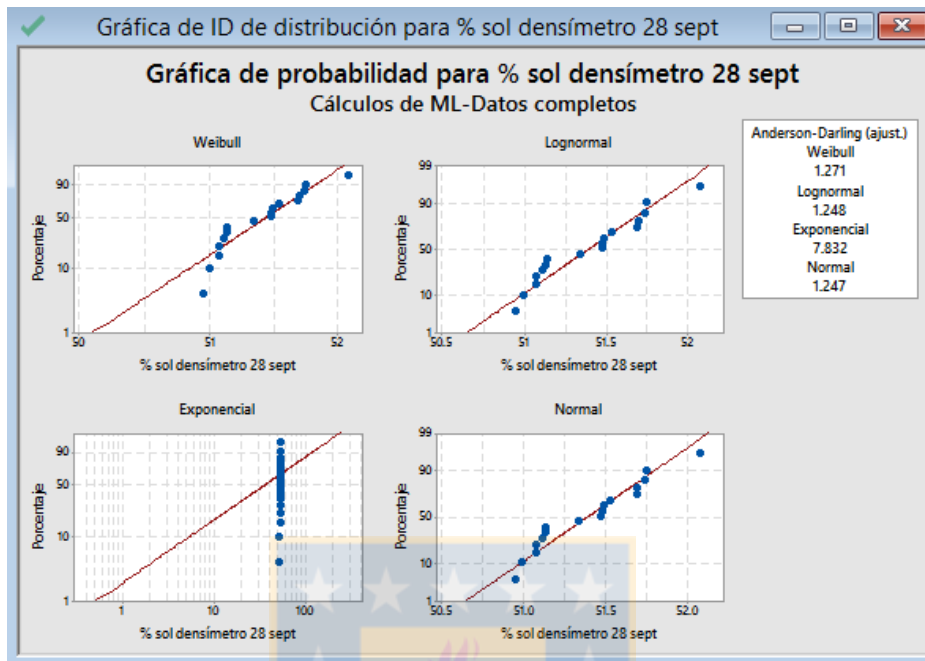 Gráfica de ID de distribución para % sol densímetro 28 sept
Gráfica de probabilidad para % sol densímetro 28 sept
Cálculos de ML-Datos completos
Weibull
Porcentaje
90
50
10
1
50
51
52
% sol densímetro 28 sept
Lognormal
Porcentaje
99
90
50
10
1
50.5
51
51.5
52
% sol densímetro 28 sept
Anderson-Darling (ajust.)
Weibull
1.271
Lognormal
1.248
Exponencial
7.832
Normal
1.247
Exponencial
Porcentaje
90
50
10
1
1
10
100
% sol densímetro 28 sept
Normal
Porcentaje
99
90
50
10
1
50.5
51.0
51.5
52.0
% sol densímetro 28 sept